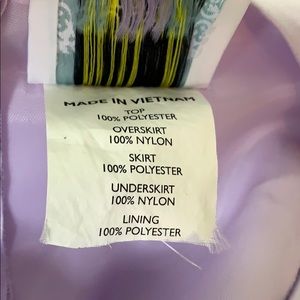 MADE IN VIETNAM
TOP
100% POLYESTER
OVERSKIRT
100% NYLON
SKIRT
100% POLYESTER
UNDERSKIRT
100% NYLON
LINING
100% POLYESTER